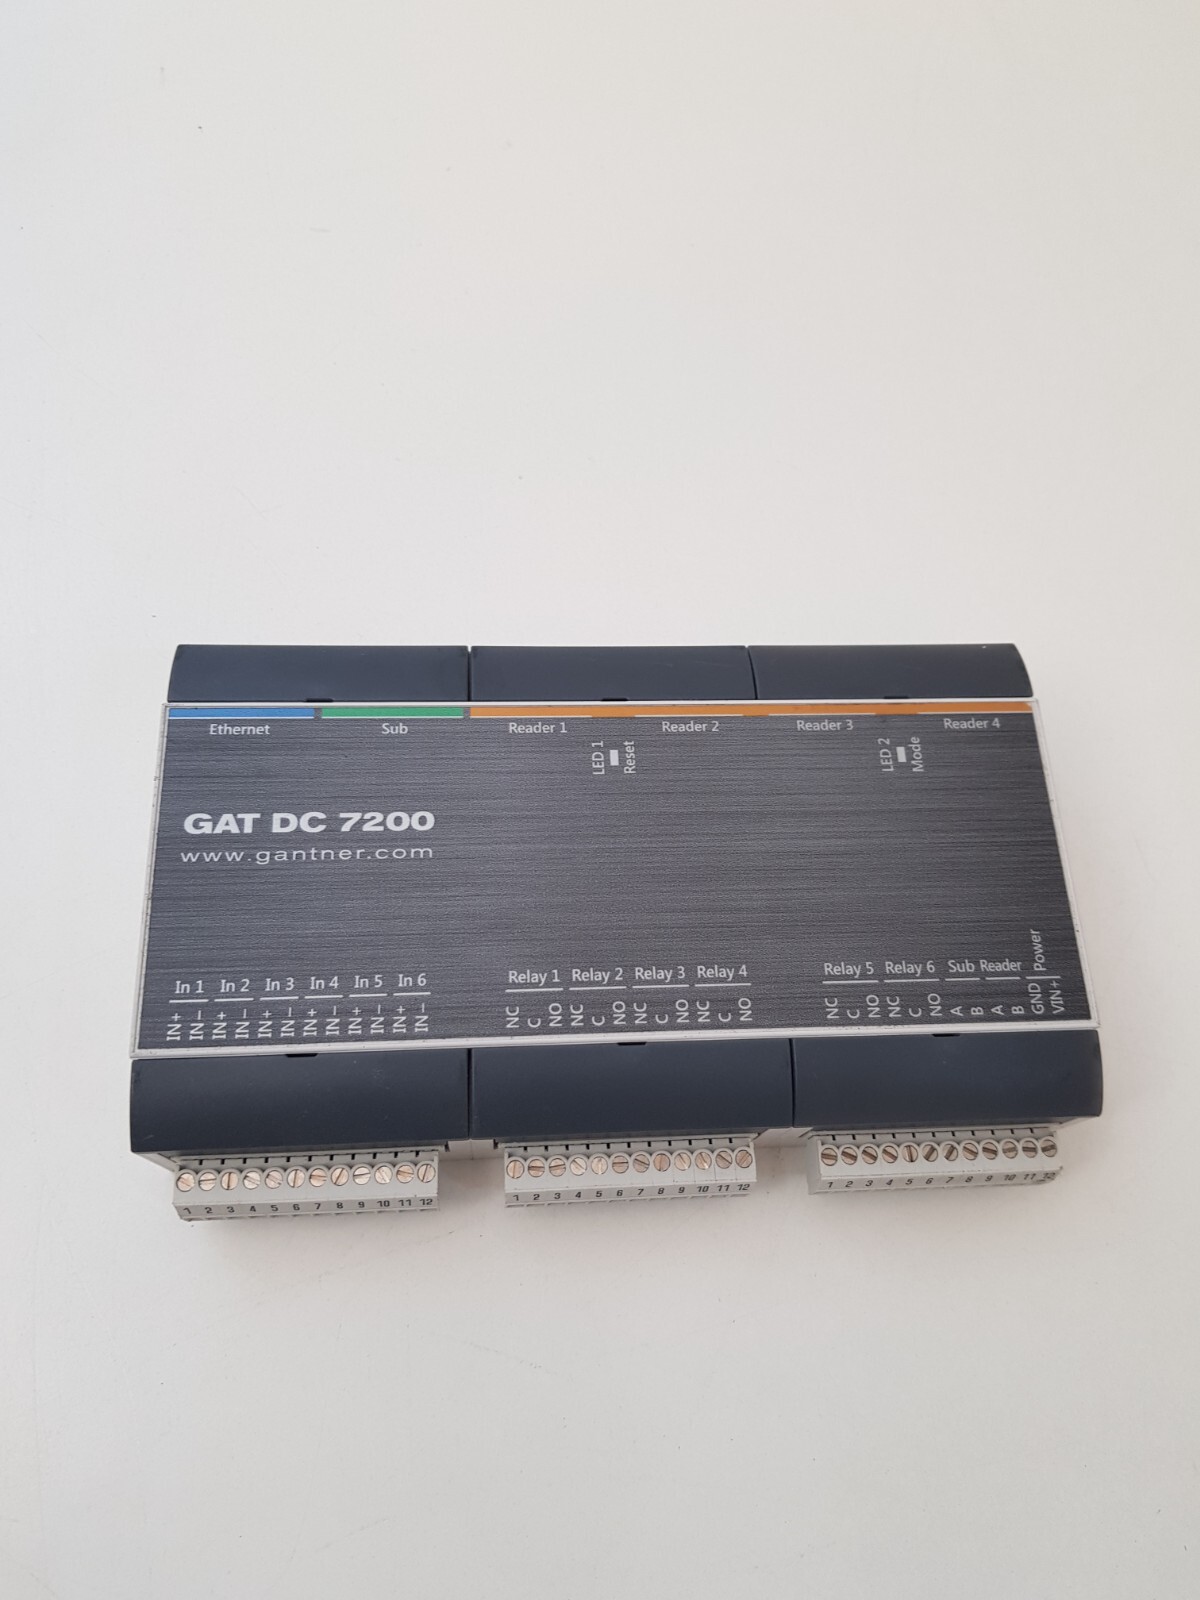 Ethernet Sub Reader 1 Reader 2 Reader 3 Reader 4
LED 1
Reset
LED 2
Mode
GAT DC 7200
www.gantner.com
In 1 In 2 In 3 In 4 In 5 In 6
IN+ IN− IN+ IN− IN+ IN− IN+ IN− IN+ IN− IN+ IN−
Relay 1 Relay 2 Relay 3 Relay 4
NC C NO NC C NO NC C NO NC C NO
Relay 5 Relay 6 Sub Reader Power
NC C NO NC C NO A B A B GND VIN+
1 2 3 4 5 6 7 8 9 10 11 12
1 2 3 4 5 6 7 8 9 10 11 12
1 2 3 4 5 6 7 8 9 10 11 12